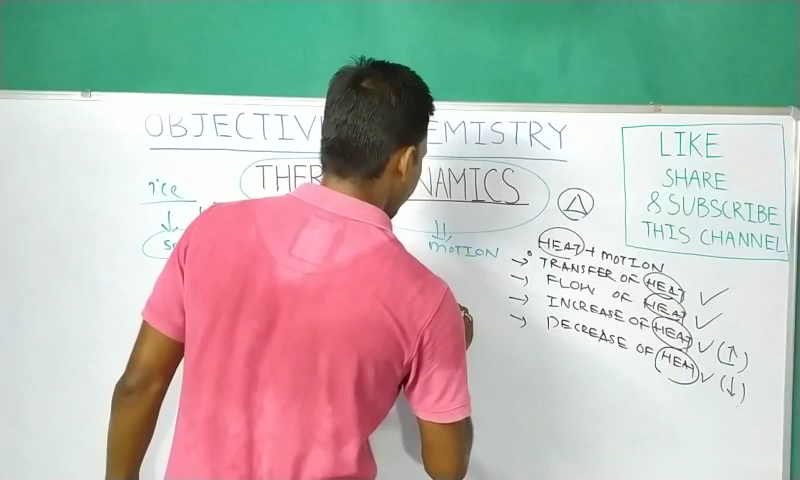 OBJECTIV EMISTRY
THER NAMICS
LIKE
SHARE
& SUBSCRIBE
THIS CHANNEL
ice
↓
⇓
MOTION
△
HEAT + MOTION
→ TRANSFER OF HEAT ✓
→ FLOW OF HEAT ✓
→ INCREASE OF HEAT ✓ (↑)
→ DECREASE OF HEAT ✓ (↓)